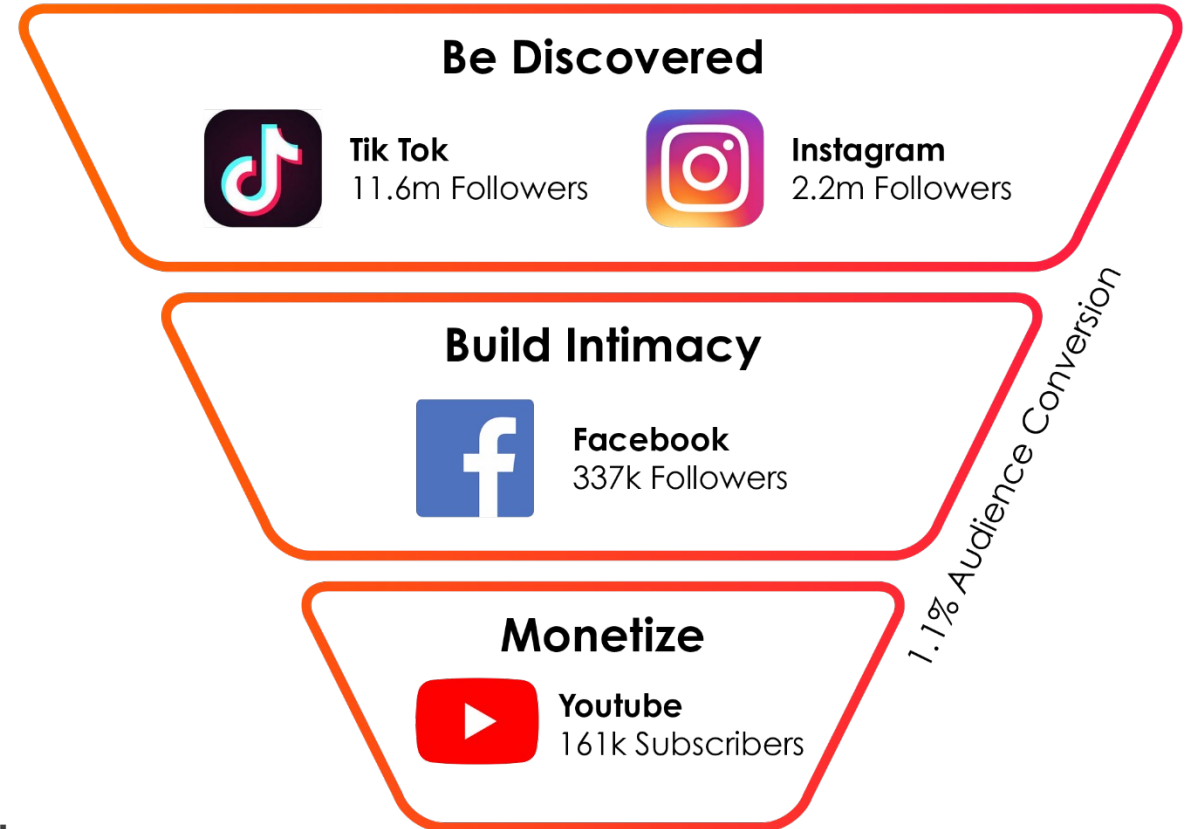 Be Discovered
Tik Tok
11.6m Followers
Instagram
2.2m Followers
Build Intimacy
Facebook
337k Followers
1.1% Audience Conversion
Monetize
Youtube
161k Subscribers